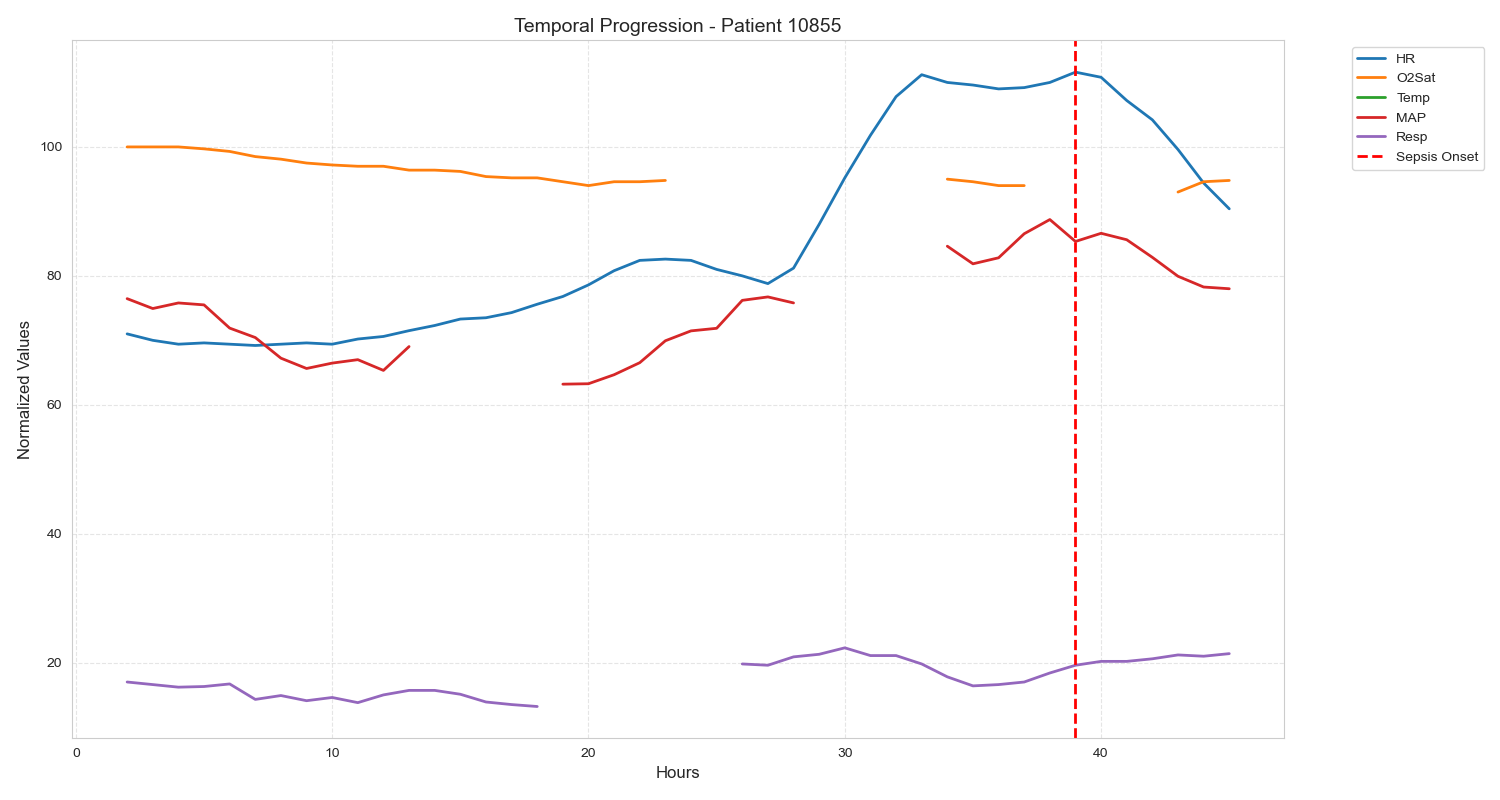 Temporal Progression - Patient 10855
HR
O2Sat
Temp
MAP
Resp
Sepsis Onset
Normalized Values
100
80
60
40
20
0
10
20
30
40
Hours